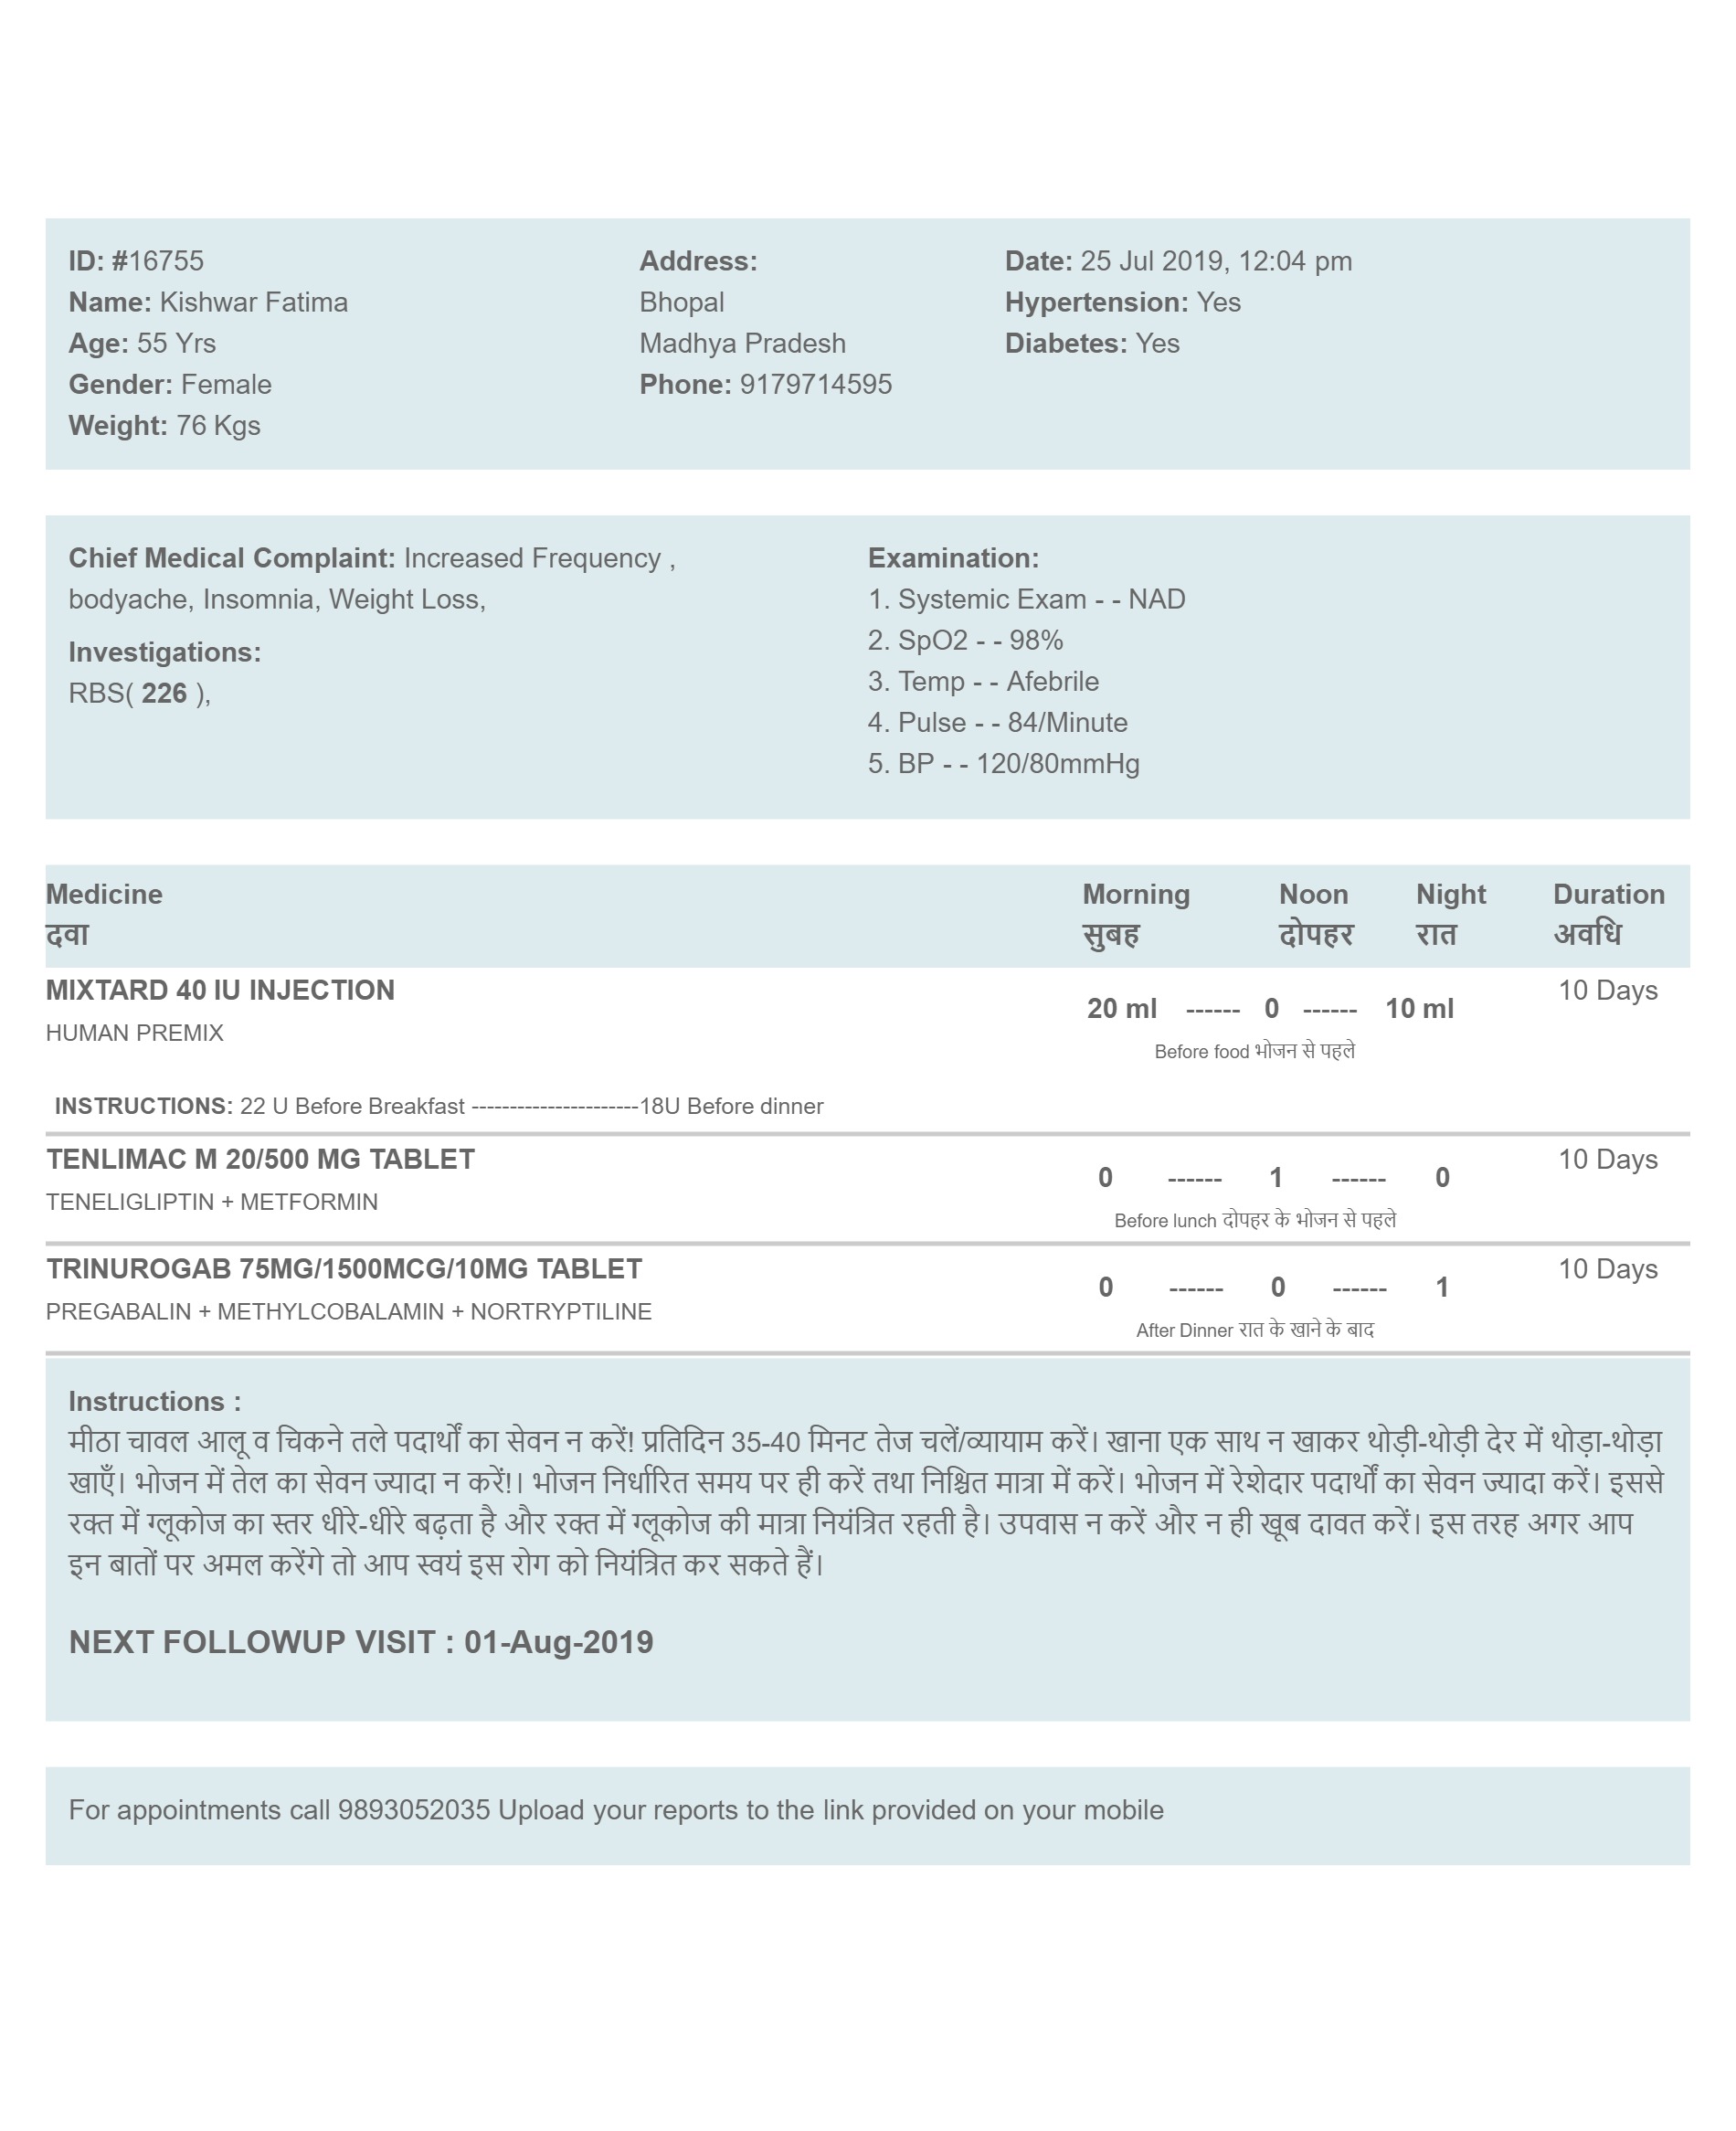 ID: #16755
Name: Kishwar Fatima
Age: 55 Yrs
Gender: Female
Weight: 76 Kgs
Address:
Bhopal
Madhya Pradesh
Phone: 9179714595
Date: 25 Jul 2019, 12:04 pm
Hypertension: Yes
Diabetes: Yes
Chief Medical Complaint: Increased Frequency ,
bodyache, Insomnia, Weight Loss,
Investigations:
RBS( 226 ),
Examination:
1. Systemic Exam - - NAD
2. SpO2 - - 98%
3. Temp - - Afebrile
4. Pulse - - 84/Minute
5. BP - - 120/80mmHg
Medicine Morning Noon Night Duration
दवा सुबह दोपहर रात अवधि
MIXTARD 40 IU INJECTION 20 ml ------ 0 ------ 10 ml 10 Days
HUMAN PREMIX
Before food भोजन से पहले
INSTRUCTIONS: 22 U Before Breakfast ----------------------18U Before dinner
TENLIMAC M 20/500 MG TABLET 0 ------ 1 ------ 0 10 Days
TENELIGLIPTIN + METFORMIN
Before lunch दोपहर के भोजन से पहले
TRINUROGAB 75MG/1500MCG/10MG TABLET 0 ------ 0 ------ 1 10 Days
PREGABALIN + METHYLCOBALAMIN + NORTRYPTILINE
After Dinner रात के खाने के बाद
Instructions :
मीठा चावल आलू व चिकने तले पदार्थों का सेवन न करें! प्रतिदिन 35-40 मिनट तेज चलें/व्यायाम करें। खाना एक साथ न खाकर थोड़ी-थोड़ी देर में थोड़ा-थोड़ा
खाएँ। भोजन में तेल का सेवन ज्यादा न करें!। भोजन निर्धारित समय पर ही करें तथा निश्चित मात्रा में करें। भोजन में रेशेदार पदार्थों का सेवन ज्यादा करें। इससे
रक्त में ग्लूकोज का स्तर धीरे-धीरे बढ़ता है और रक्त में ग्लूकोज की मात्रा नियंत्रित रहती है। उपवास न करें और न ही खूब दावत करें। इस तरह अगर आप
इन बातों पर अमल करेंगे तो आप स्वयं इस रोग को नियंत्रित कर सकते हैं।
NEXT FOLLOWUP VISIT : 01-Aug-2019
For appointments call 9893052035 Upload your reports to the link provided on your mobile